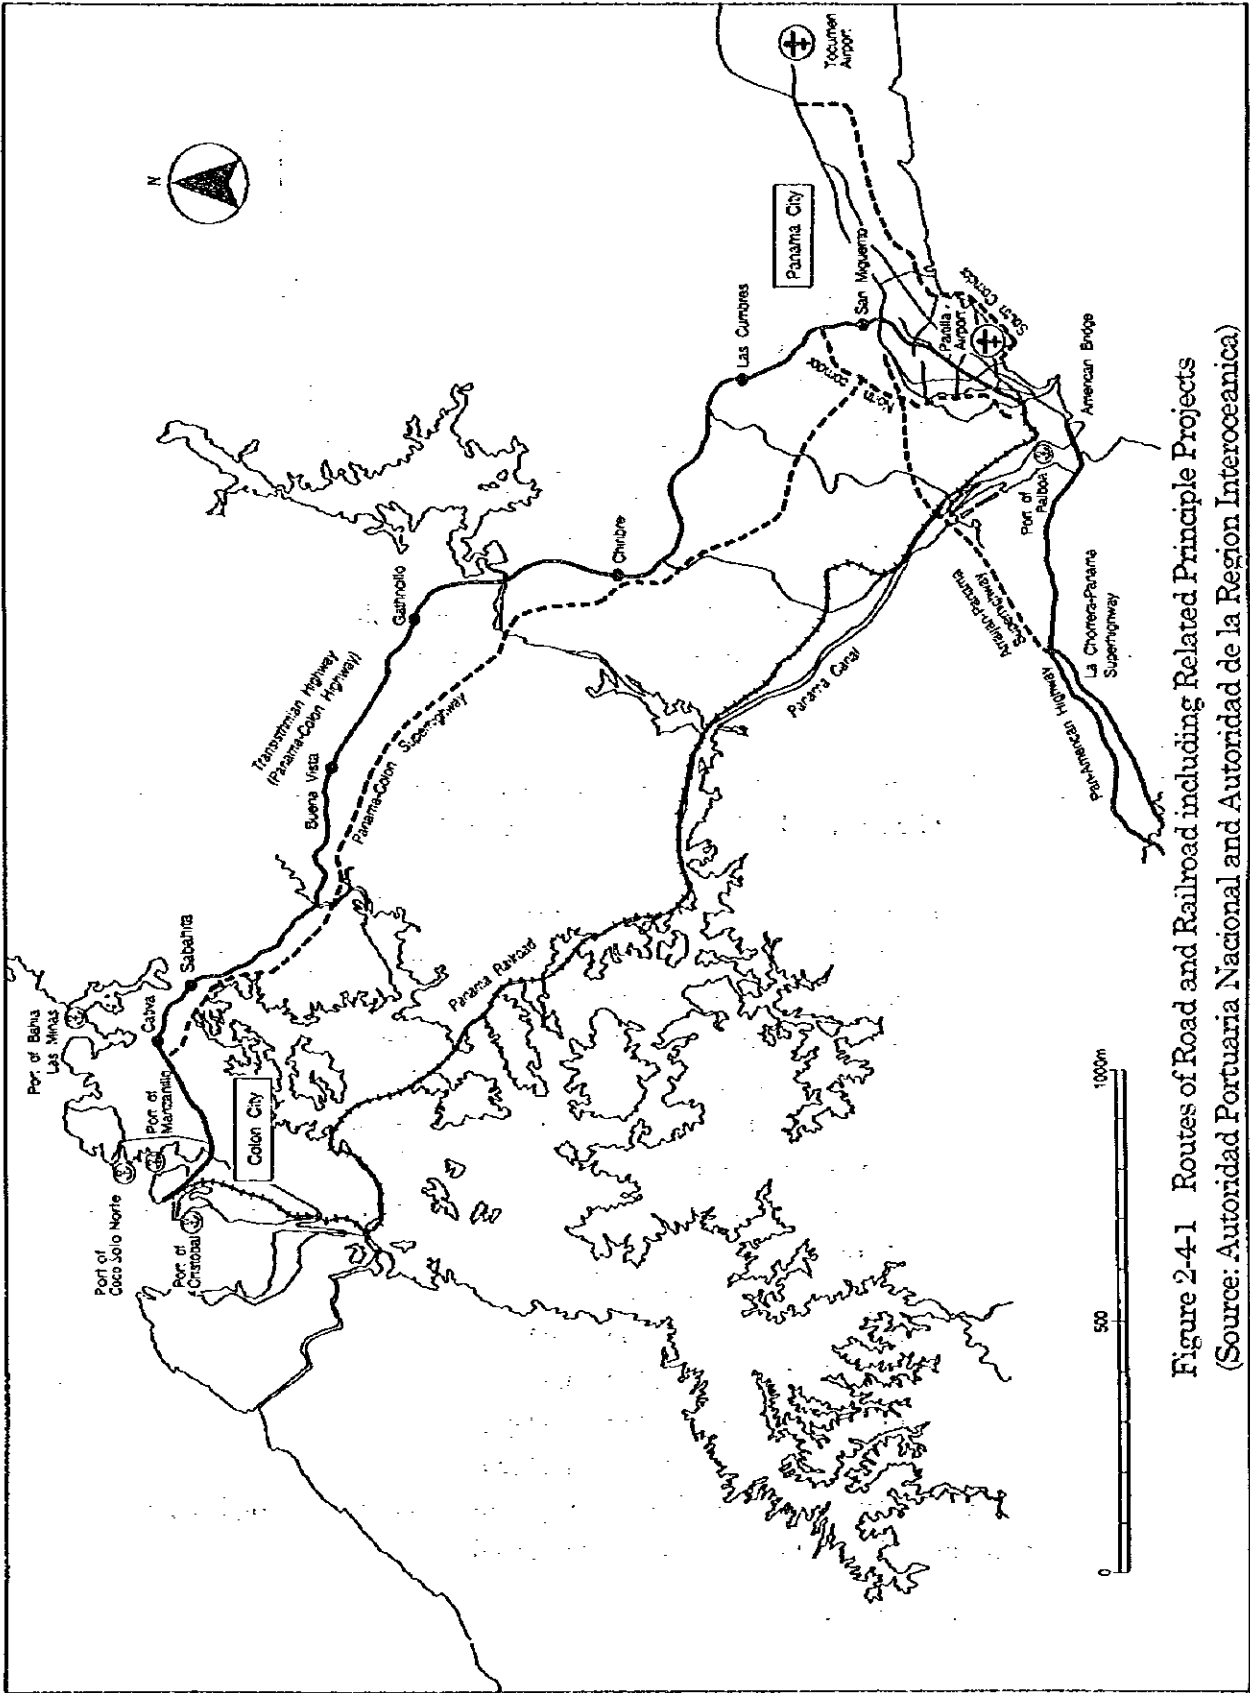 N
Tocumen
Airport
Panama City
San Miguerito
Las Cumbres
Paitilla
Airport
South Corridor
North
corridor
American Bridge
Port of
Balboa
Chiribre
Gathncillo
Transisthmian Highway
(Panama-Colon Highway)
Buena Vista
Panama-Colon Superhighway
Panama Canal
Arraijan-Panama
Superhighway
La Chorrera-Panama
Superhighway
Pan-American Highway
Sabanita
Cativa
Port of Bahia
Las Minas
Port of
Manzanillo
Colon City
Port of
Coco Solo Norte
Port of
Cristobal
Panama Railroad
0
500
1000m
Figure 2-4-1 Routes of Road and Railroad including Related Principle Projects
(Source: Autoridad Portuaria Nacional and Autoridad de la Region Interoceanica)